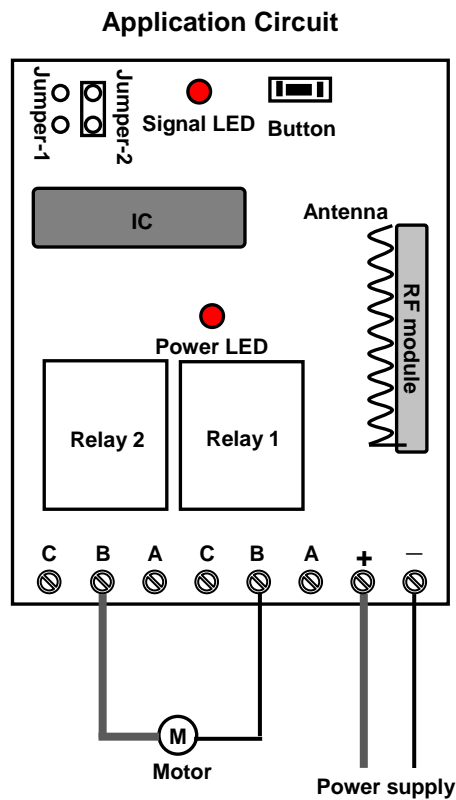 Application Circuit
Jumper-1
Jumper-2
Signal LED
Button
IC
Antenna
RF module
Power LED
Relay 2
Relay 1
C B A C B A + −
M
Motor
Power supply